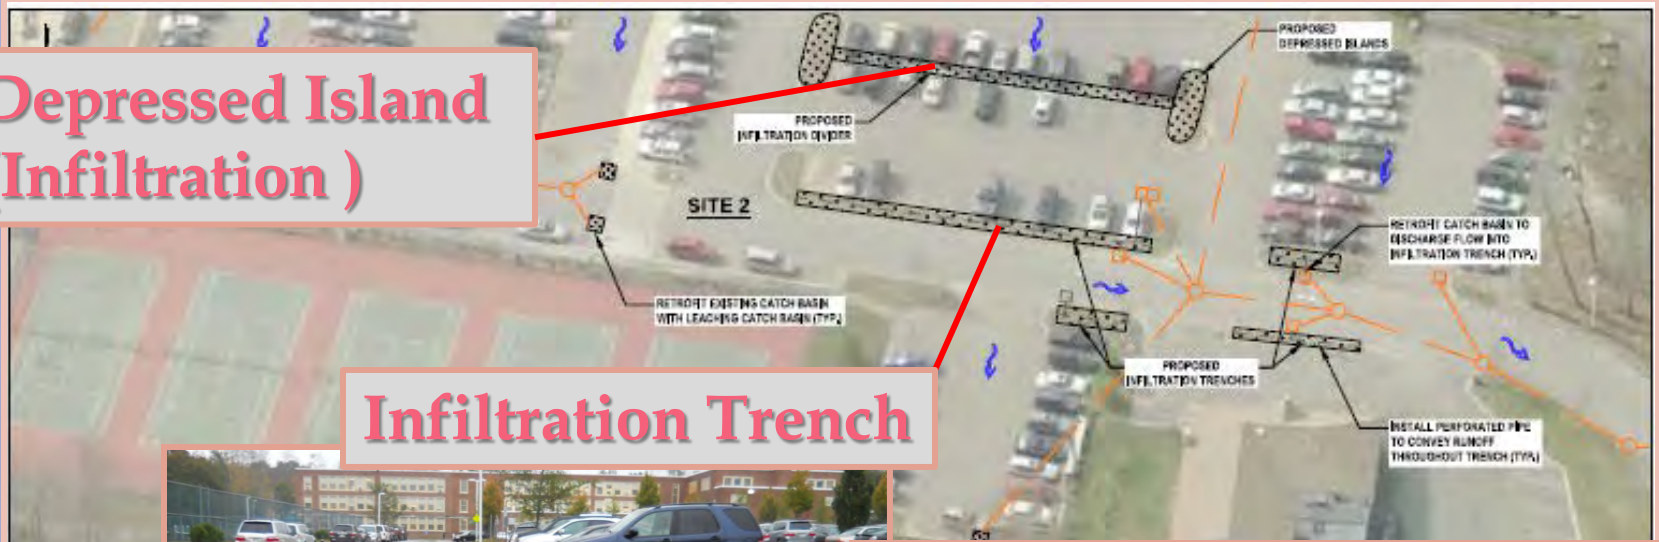 Depressed Island
(Infiltration )
PROPOSED
DEPRESSED ISLANDS
PROPOSED
INFILTRATION DIVIDER
SITE 2
RETROFIT CATCH BASIN TO
DISCHARGE FLOW INTO
INFILTRATION TRENCH (TYP.)
RETROFIT EXISTING CATCH BASIN
WITH LEACHING CATCH BASIN (TYP.)
PROPOSED
INFILTRATION TRENCHES
Infiltration Trench
INSTALL PERFORATED PIPE
TO CONVEY RUNOFF
THROUGHOUT TRENCH (TYP.)